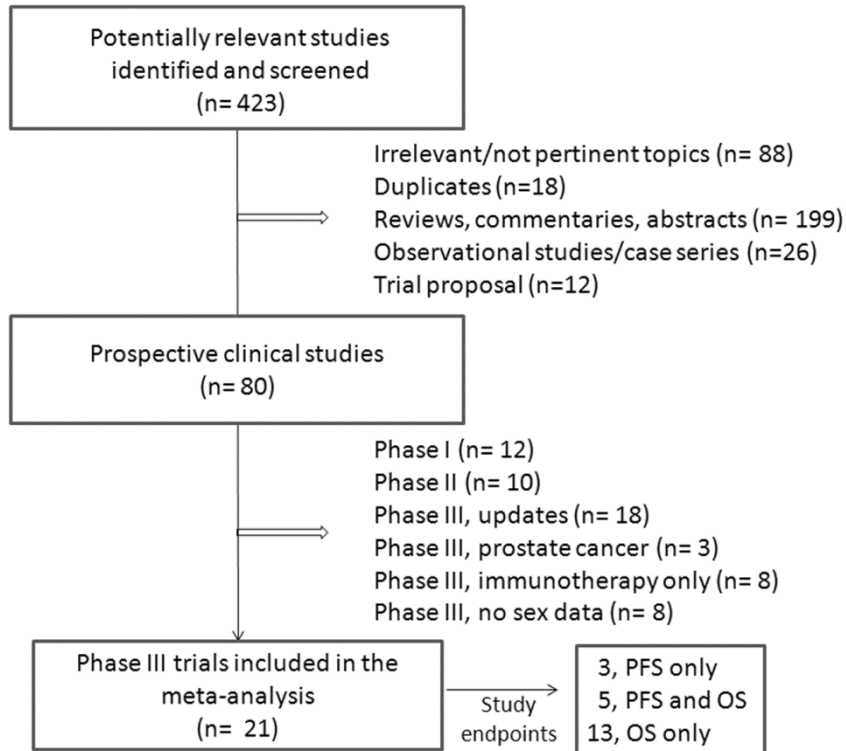 Potentially relevant studies
identified and screened
(n= 423)
Irrelevant/not pertinent topics (n= 88)
Duplicates (n=18)
Reviews, commentaries, abstracts (n= 199)
Observational studies/case series (n=26)
Trial proposal (n=12)
Prospective clinical studies
(n= 80)
Phase I (n= 12)
Phase II (n= 10)
Phase III, updates (n= 18)
Phase III, prostate cancer (n= 3)
Phase III, immunotherapy only (n= 8)
Phase III, no sex data (n= 8)
Phase III trials included in the
meta-analysis
(n=  21)
Study
endpoints
3, PFS only
5, PFS and OS
13, OS only